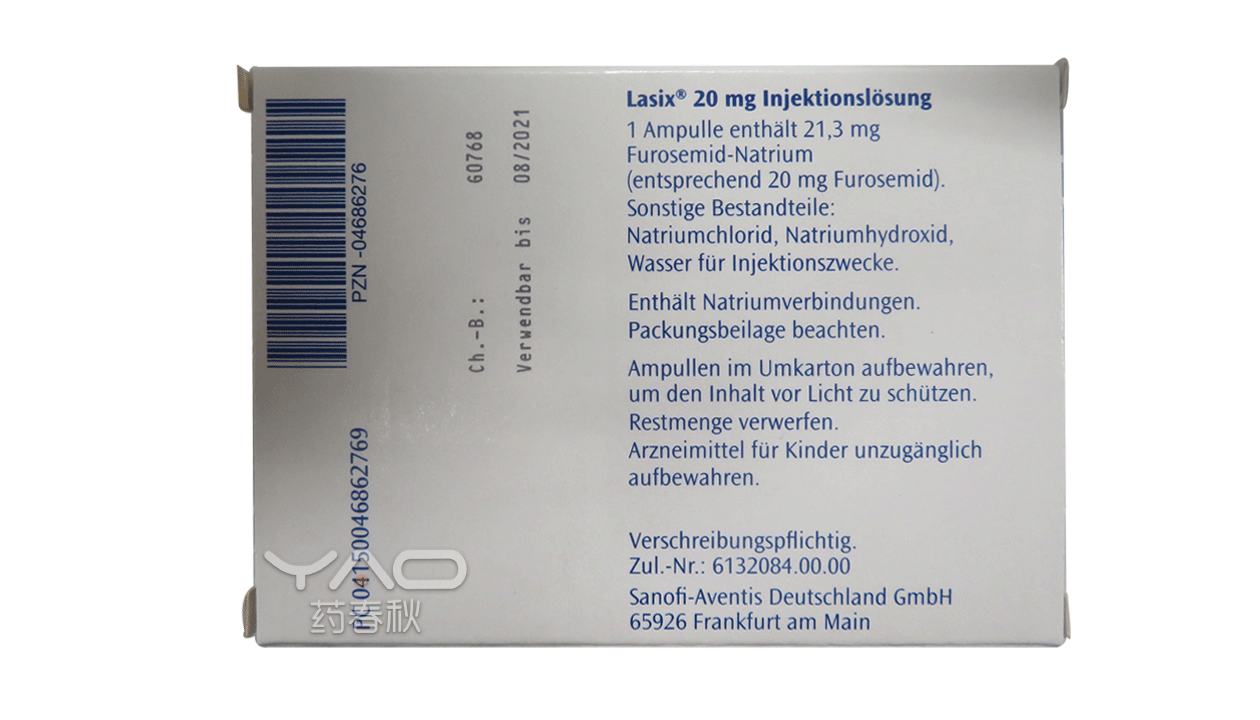 Lasix® 20 mg Injektionslösung
1 Ampulle enthält 21,3 mg
Furosemid-Natrium
(entsprechend 20 mg Furosemid).
Sonstige Bestandteile:
Natriumchlorid, Natriumhydroxid,
Wasser für Injektionszwecke.
Enthält Natriumverbindungen.
Packungsbeilage beachten.
Ampullen im Umkarton aufbewahren,
um den Inhalt vor Licht zu schützen.
Restmenge verwerfen.
Arzneimittel für Kinder unzugänglich
aufbewahren.
Verschreibungspflichtig.
Zul.-Nr.: 6132084.00.00
Sanofi-Aventis Deutschland GmbH
65926 Frankfurt am Main
PZN -04686276
PC 04150046862769
Ch.-B.: G0768
Verwendbar bis 08/2021
YAO
药春秋